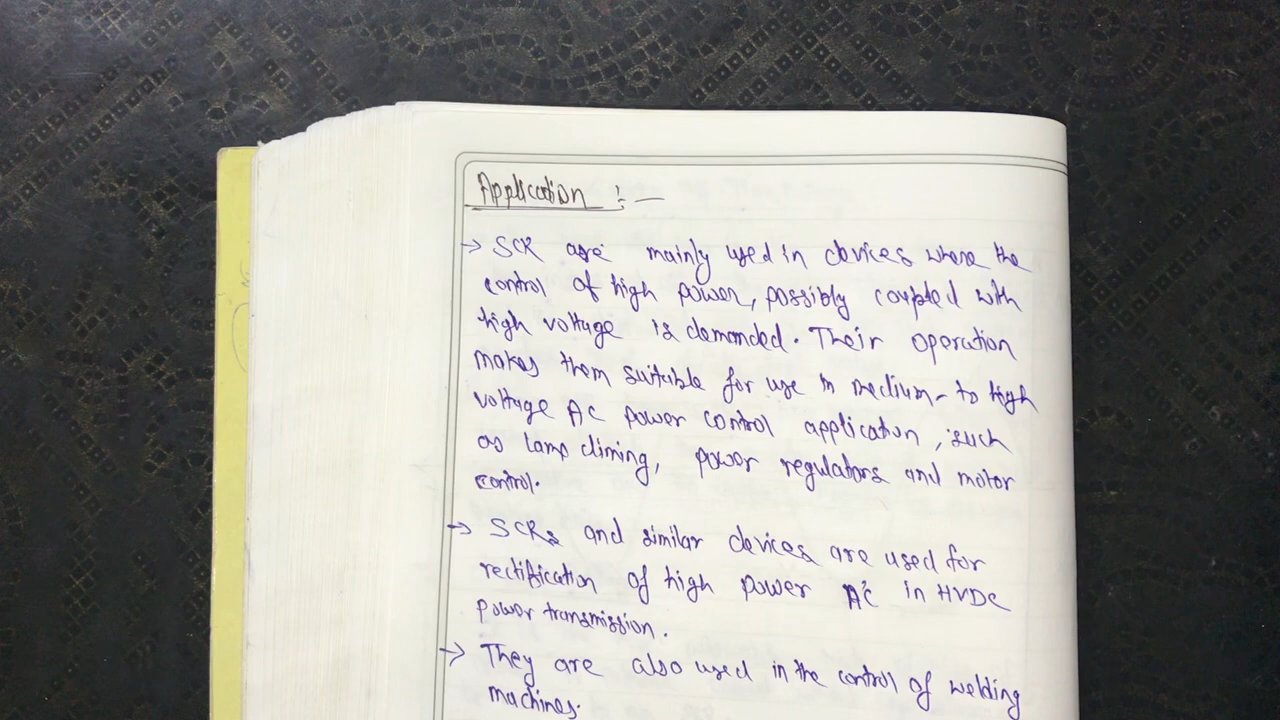 Application :-
→ SCR are mainly used in devices where the
control of high power, possibly coupled with
high voltage is demanded. Their operation
makes them suitable for use in medium- to high
voltage AC power control application, such
as lamp diming, power regulators and motor
control.
→ SCRs and similar devices are used for
rectification of high power AC in HVDC
power transmission.
→ They are also used in the control of welding
machines.